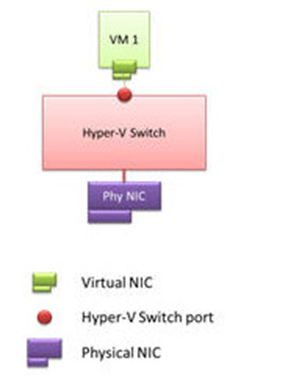 VM 1
Hyper-V Switch
Phy NIC
Virtual NIC
Hyper-V Switch port
Physical NIC